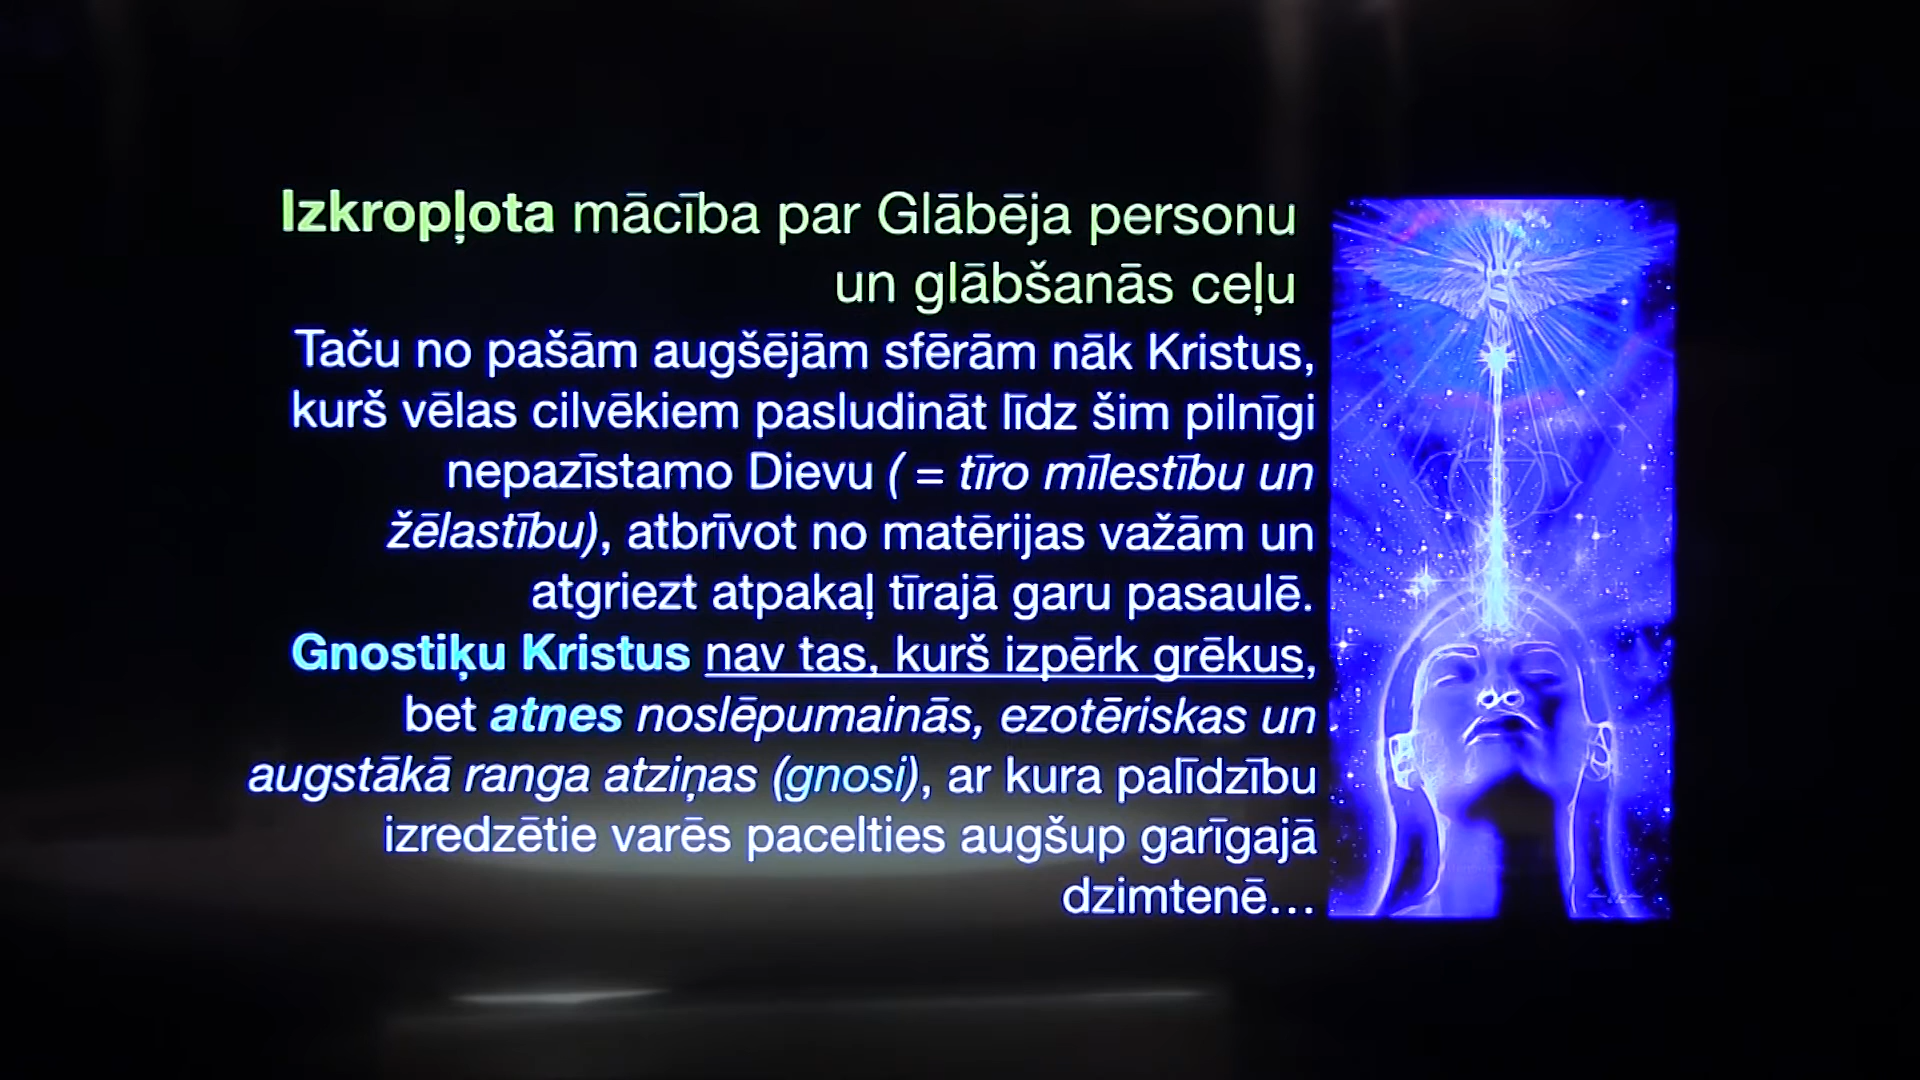 Izkropļota mācība par Glābēja personu
un glābšanās ceļu
Taču no pašām augšējām sfērām nāk Kristus,
kurš vēlas cilvēkiem pasludināt līdz šim pilnīgi
nepazīstamo Dievu ( = tīro mīlestību un
žēlastību), atbrīvot no matērijas važām un
atgriezt atpakaļ tīrajā garu pasaulē.
Gnostiķu Kristus nav tas, kurš izpērk grēkus,
bet atnes noslēpumainās, ezotēriskas un
augstākā ranga atziņas (gnosi), ar kura palīdzību
izredzētie varēs pacelties augšup garīgajā
dzimtenē…